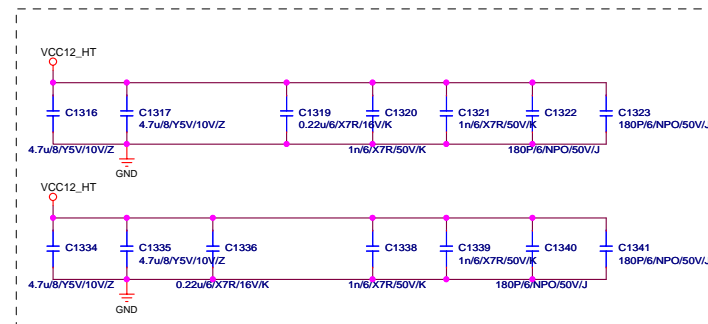 VCC12_HT
C1316
C1317
C1319
C1320
C1321
C1322
C1323
4.7u/8/Y5V/10V/Z
0.22u/6/X7R/16V/K
1n/6/X7R/50V/K
180P/6/NPO/50V/J
4.7u/8/Y5V/10V/Z
1n/6/X7R/50V/K
180P/6/NPO/50V/J
GND
VCC12_HT
C1334
C1335
C1336
C1338
C1339
C1340
C1341
4.7u/8/Y5V/10V/Z
1n/6/X7R/50V/K
180P/6/NPO/50V/J
4.7u/8/Y5V/10V/Z
0.22u/6/X7R/16V/K
1n/6/X7R/50V/K
180P/6/NPO/50V/J
GND